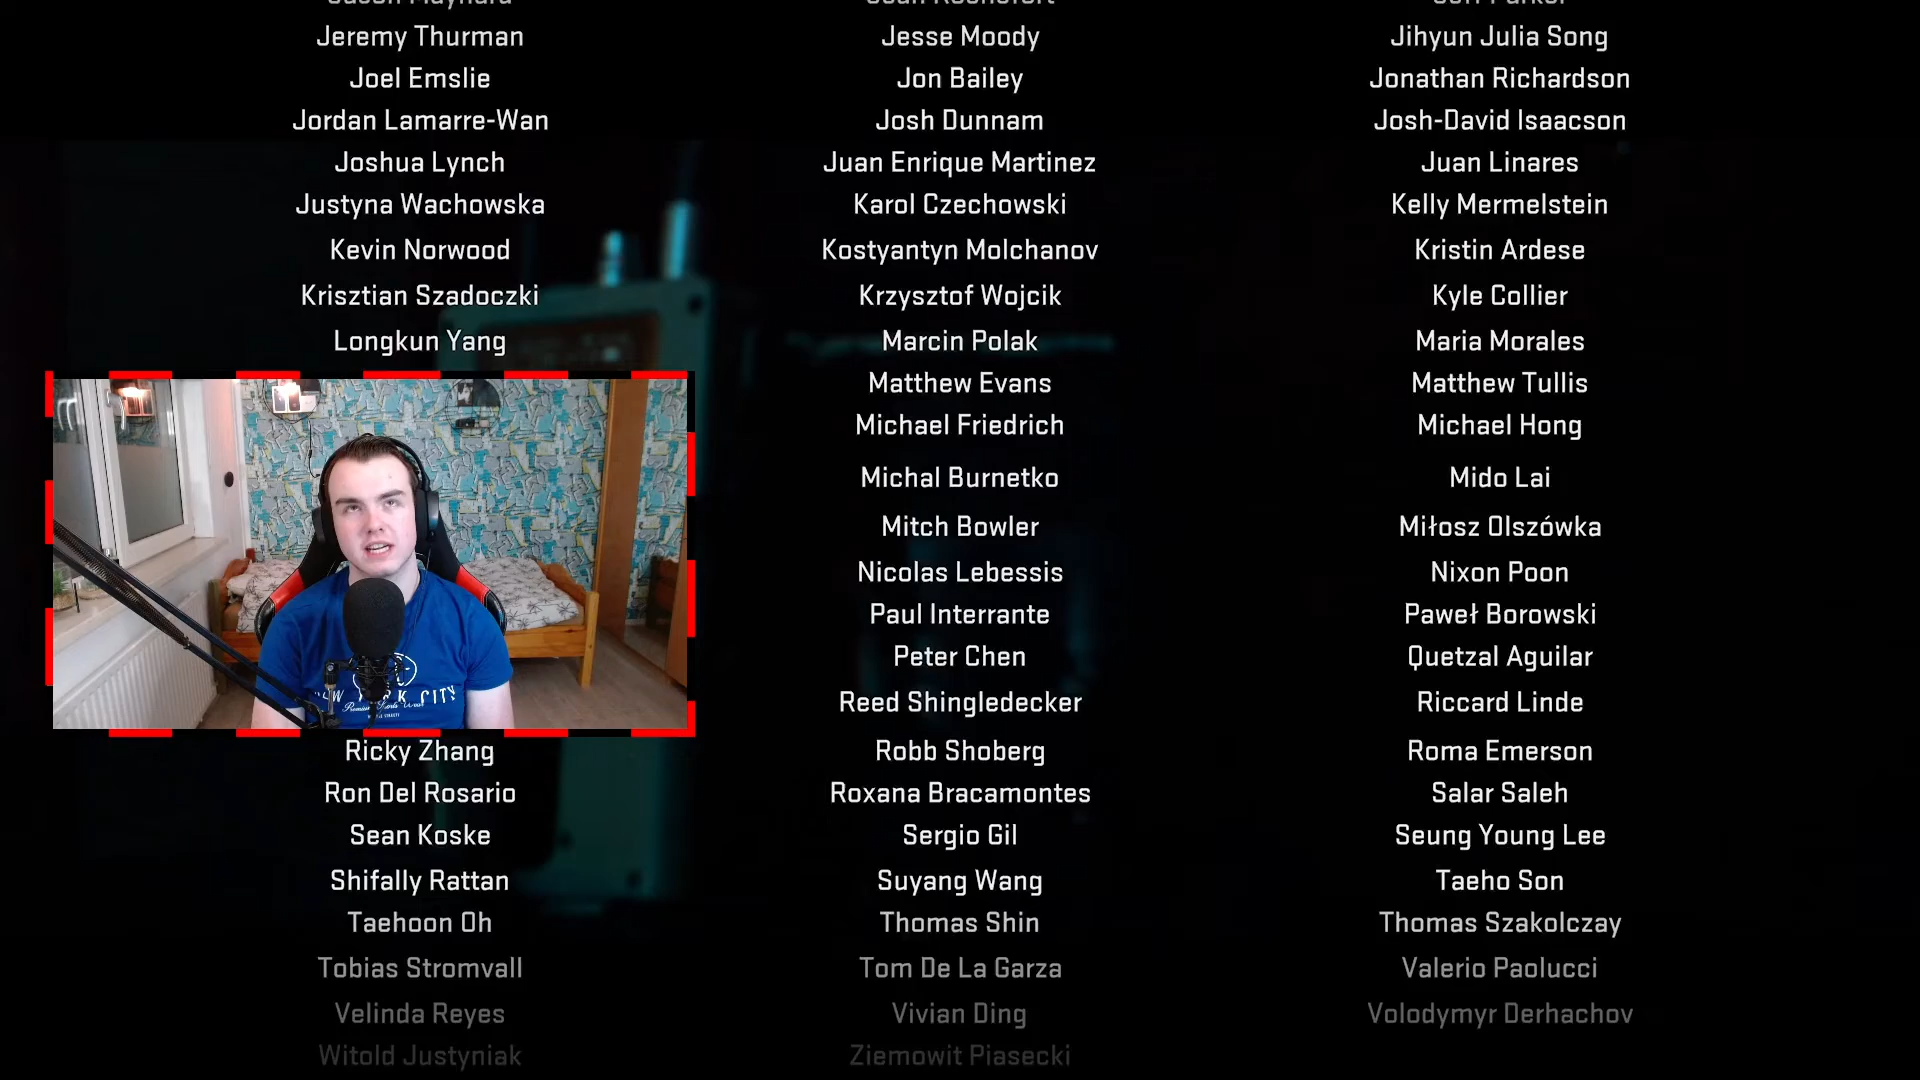 Jeremy Thurman Jesse Moody Jihyun Julia Song
Joel Emslie Jon Bailey Jonathan Richardson
Jordan Lamarre-Wan Josh Dunnam Josh-David Isaacson
Joshua Lynch Juan Enrique Martinez Juan Linares
Justyna Wachowska Karol Czechowski Kelly Mermelstein
Kevin Norwood Kostyantyn Molchanov Kristin Ardese
Krisztian Szadoczki Krzysztof Wojcik Kyle Collier
Longkun Yang Marcin Polak Maria Morales
Matthew Evans Matthew Tullis
Michael Friedrich Michael Hong
Michal Burnetko Mido Lai
Mitch Bowler Miłosz Olszówka
Nicolas Lebessis Nixon Poon
Paul Interrante Paweł Borowski
Peter Chen Quetzal Aguilar
Reed Shingledecker Riccard Linde
CITY
Ricky Zhang Robb Shoberg Roma Emerson
Ron Del Rosario Roxana Bracamontes Salar Saleh
Sean Koske Sergio Gil Seung Young Lee
Shifally Rattan Suyang Wang Taeho Son
Taehoon Oh Thomas Shin Thomas Szakolczay
Tobias Stromvall Tom De La Garza Valerio Paolucci
Velinda Reyes Vivian Ding Volodymyr Derhachov
Witold Justyniak Ziemowit Piasecki